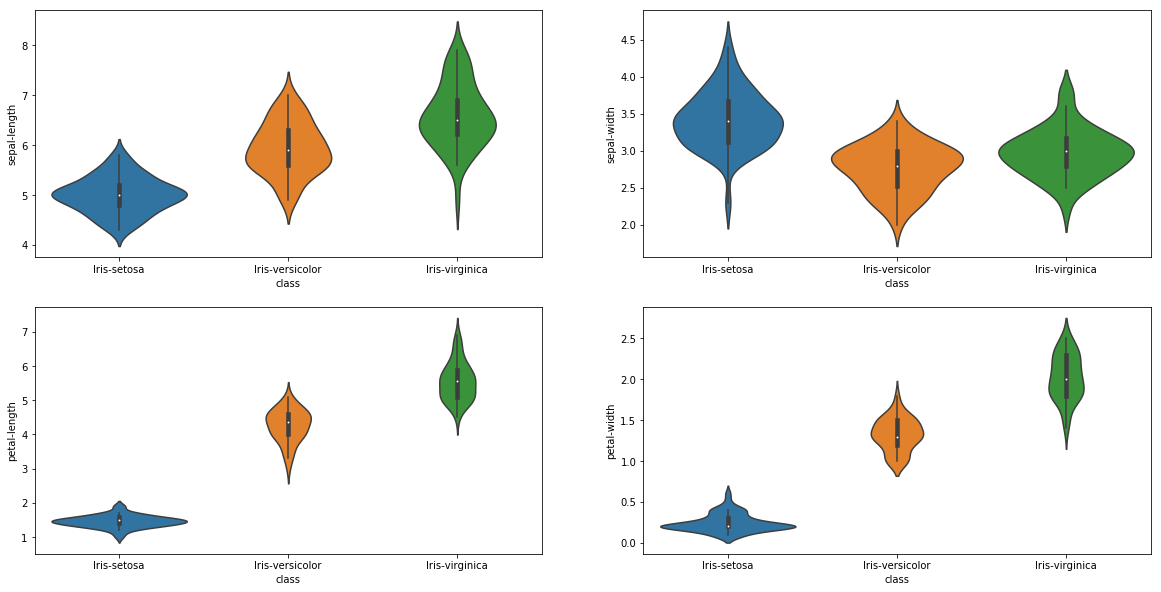 sepal-length
8
7
6
5
4
Iris-setosa Iris-versicolor Iris-virginica
class
sepal-width
4.5
4.0
3.5
3.0
2.5
2.0
Iris-setosa Iris-versicolor Iris-virginica
class
petal-length
7
6
5
4
3
2
1
Iris-setosa Iris-versicolor Iris-virginica
class
petal-width
2.5
2.0
1.5
1.0
0.5
0.0
Iris-setosa Iris-versicolor Iris-virginica
class